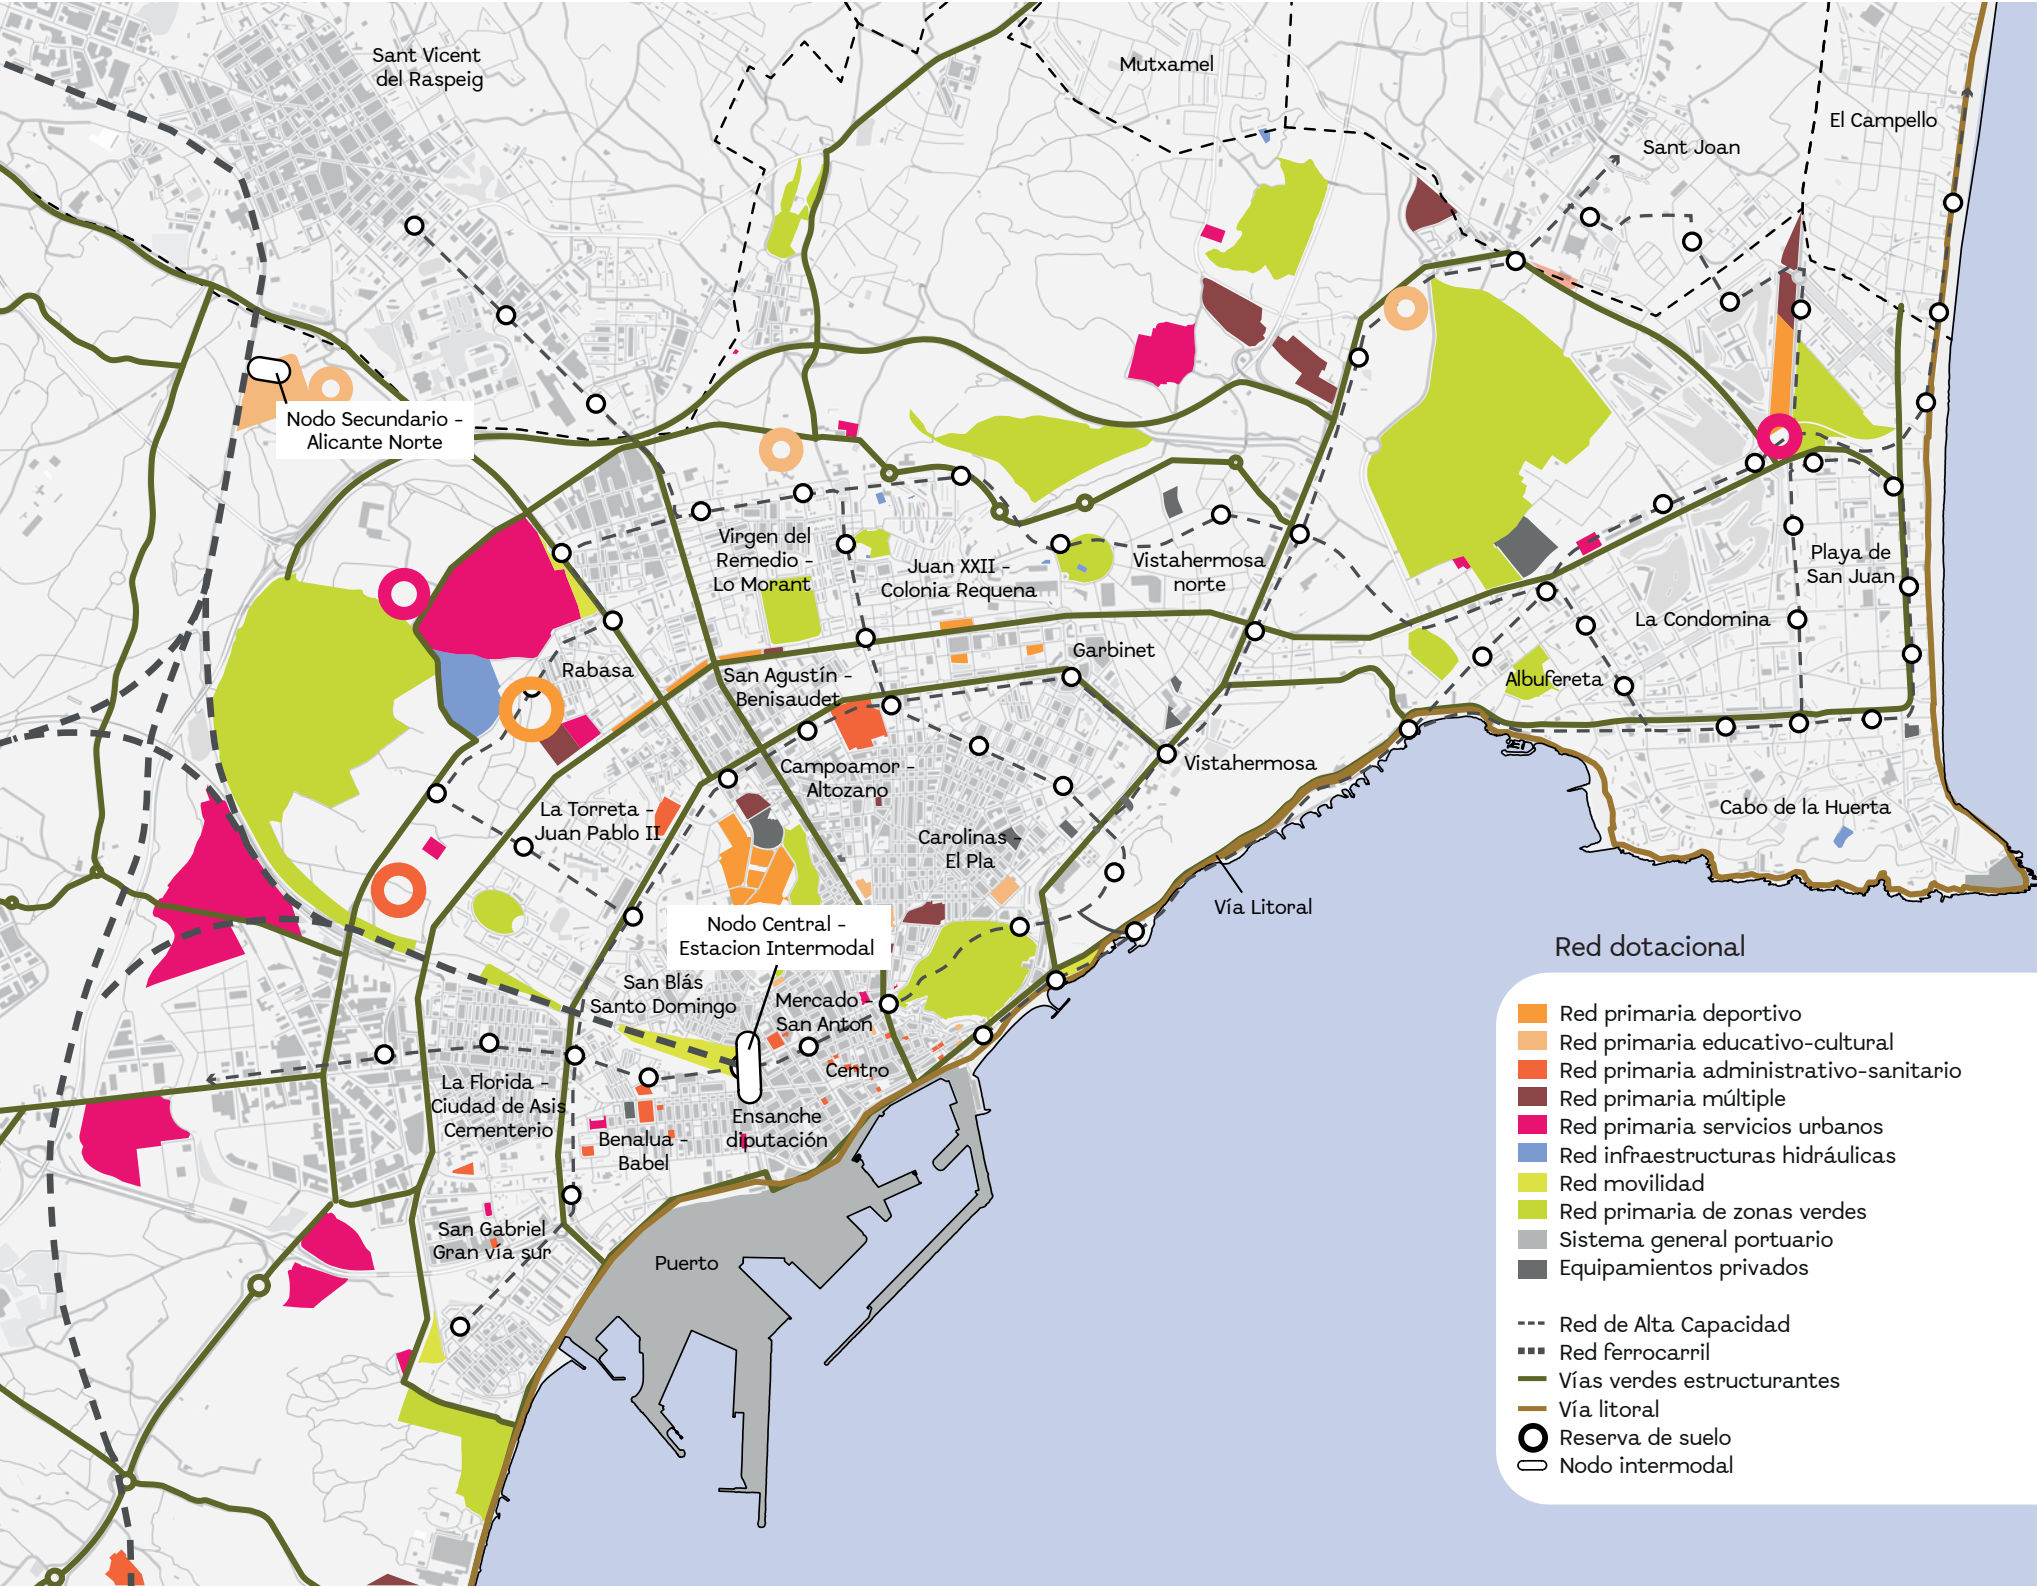 Sant Vicent
del Raspeig
Mutxamel
El Campello
Sant Joan
Nodo Secundario -
Alicante Norte
Virgen del
Remedio -
Lo Morant
Juan XXII -
Colonia Requena
Vistahermosa
norte
Playa de
San Juan
La Condomina
Garbinet
Rabasa
San Agustín -
Benisaudet
Albufereta
Campoamor -
Altozano
Vistahermosa
La Torreta -
Juan Pablo II
Cabo de la Huerta
Carolinas -
El Pla
Vía Litoral
Nodo Central -
Estacion Intermodal
San Blás
Santo Domingo
Mercado -
San Anton
Centro
La Florida -
Ciudad de Asis
Cementerio
Ensanche
diputación
Benalua -
Babel
San Gabriel
Gran vía sur
Puerto
Red dotacional
Red primaria deportivo
Red primaria educativo-cultural
Red primaria administrativo-sanitario
Red primaria múltiple
Red primaria servicios urbanos
Red infraestructuras hidráulicas
Red movilidad
Red primaria de zonas verdes
Sistema general portuario
Equipamientos privados
Red de Alta Capacidad
Red ferrocarril
Vías verdes estructurantes
Vía litoral
Reserva de suelo
Nodo intermodal